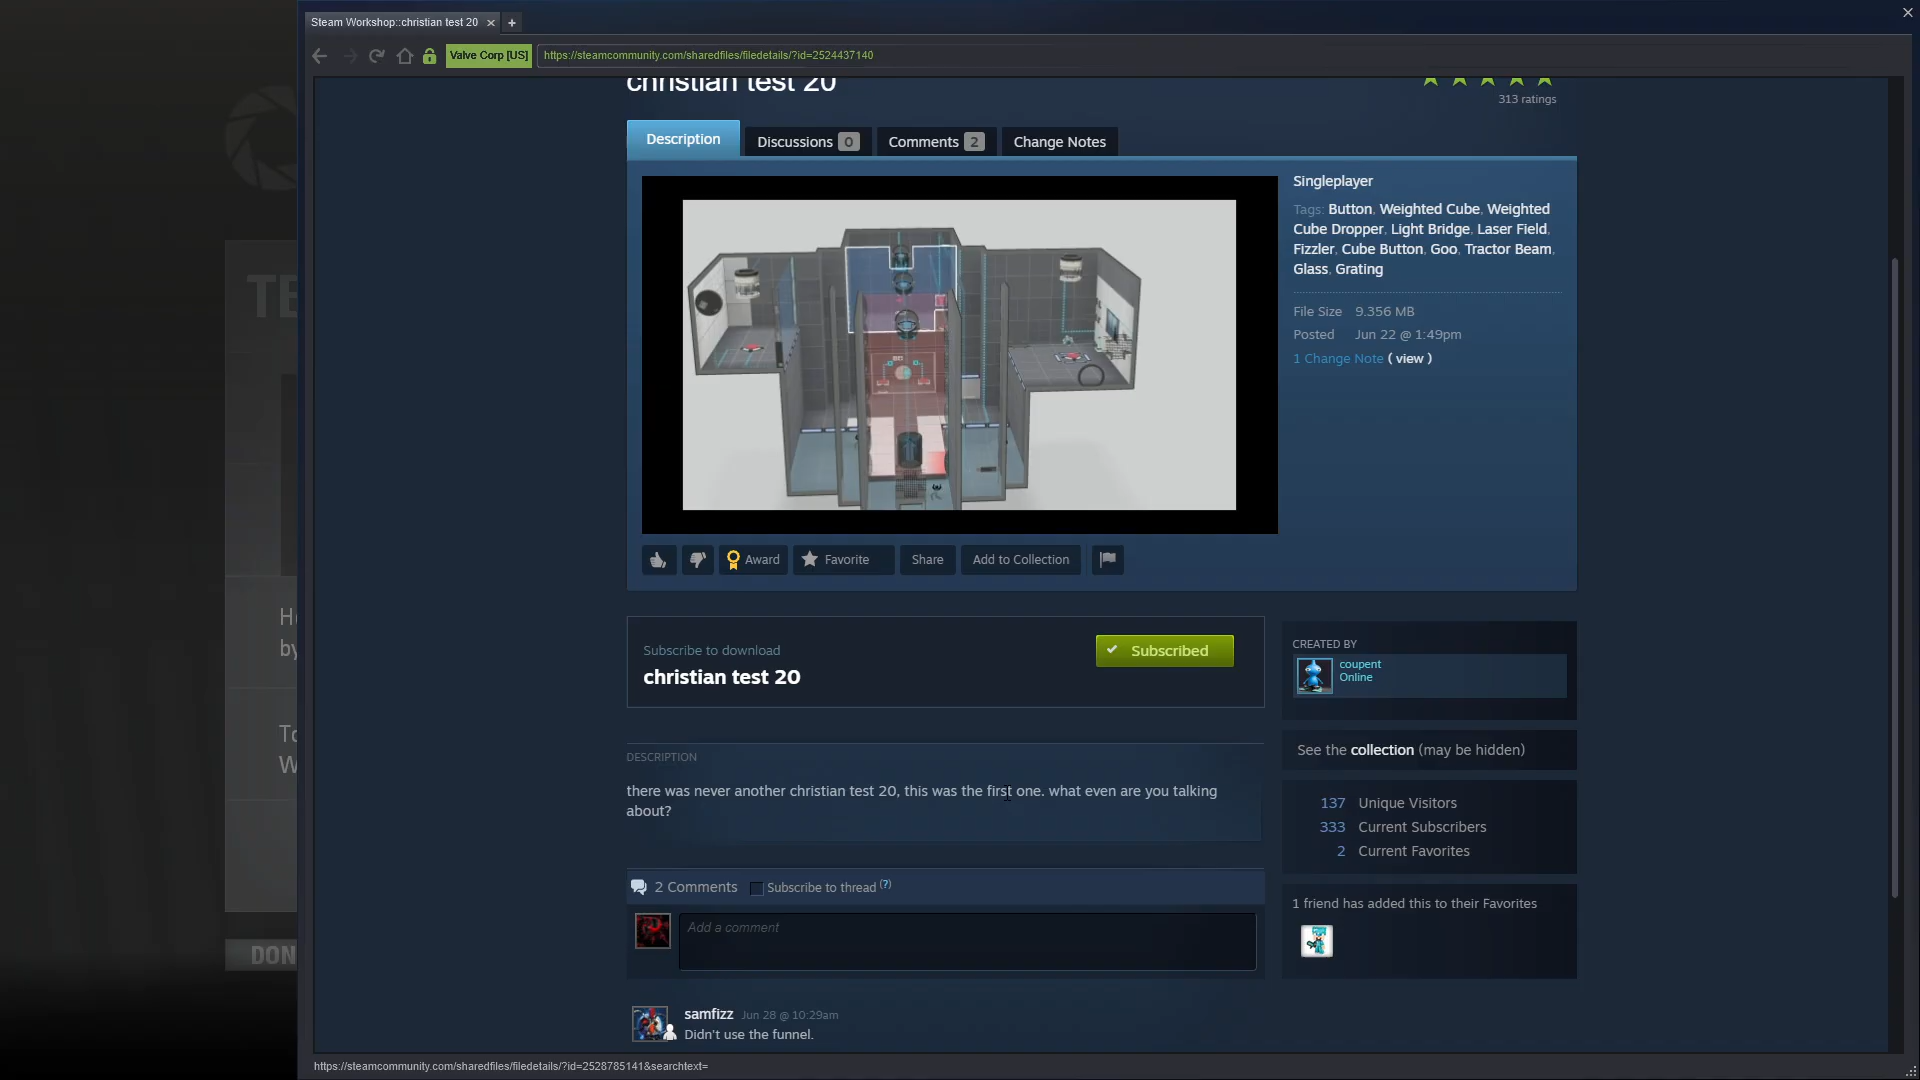 Steam Workshop::christian test 20
Valve Corp [US]
https://steamcommunity.com/sharedfiles/filedetails/?id=2524437140
christian test 20
313 ratings
Description
Discussions 0
Comments 2
Change Notes
Singleplayer
Tags: Button, Weighted Cube, Weighted
Cube Dropper, Light Bridge, Laser Field,
Fizzler, Cube Button, Goo, Tractor Beam,
Glass, Grating
File Size 9.356 MB
Posted Jun 22 @ 1:49pm
1 Change Note ( view )
Award
Favorite
Share
Add to Collection
Subscribe to download
christian test 20
Subscribed
CREATED BY
coupent
Online
See the collection (may be hidden)
DESCRIPTION
there was never another christian test 20, this was the first one. what even are you talking
about?
137 Unique Visitors
333 Current Subscribers
2 Current Favorites
2 Comments
Subscribe to thread (?)
Add a comment
1 friend has added this to their Favorites
samfizz Jun 28 @ 10:29am
Didn't use the funnel.
https://steamcommunity.com/sharedfiles/filedetails/?id=2528785141&searchtext=
TE
He
by
To
W
DON